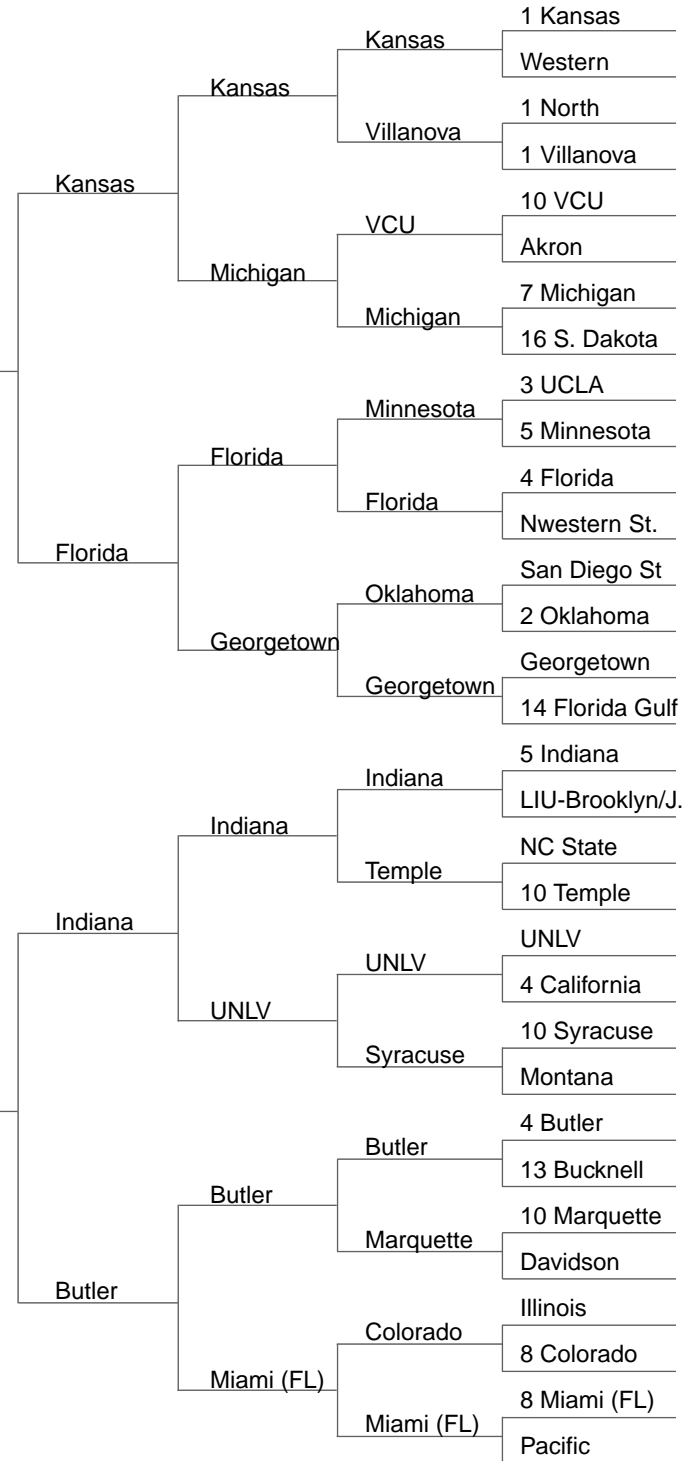 1 Kansas
Kansas
Western
Kansas
1 North
Villanova
1 Villanova
Kansas
10 VCU
VCU
Akron
Michigan
7 Michigan
Michigan
16 S. Dakota
3 UCLA
Minnesota
5 Minnesota
Florida
4 Florida
Florida
Nwestern St.
Florida
San Diego St
Oklahoma
2 Oklahoma
Georgetown
Georgetown
Georgetown
14 Florida Gulf
5 Indiana
Indiana
LIU-Brooklyn/J.
Indiana
NC State
Temple
10 Temple
Indiana
UNLV
UNLV
4 California
UNLV
10 Syracuse
Syracuse
Montana
4 Butler
Butler
13 Bucknell
Butler
10 Marquette
Marquette
Davidson
Butler
Illinois
Colorado
8 Colorado
Miami (FL)
8 Miami (FL)
Miami (FL)
Pacific